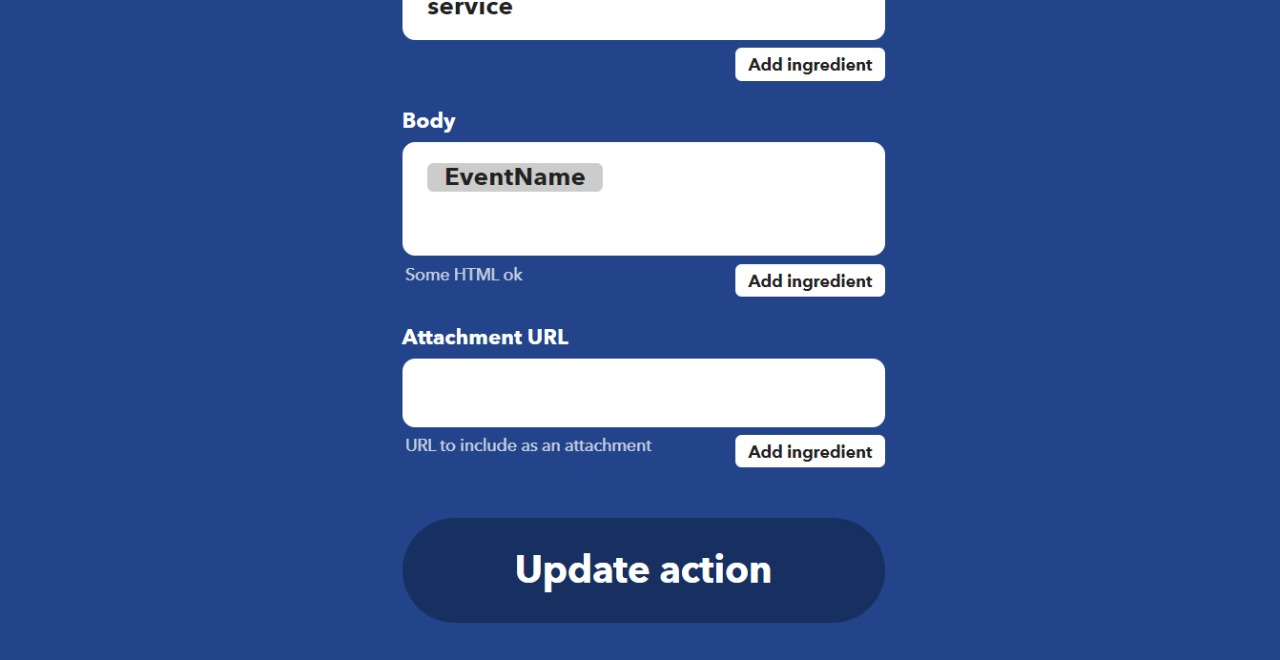 service
Add ingredient
Body
EventName
Some HTML ok
Add ingredient
Attachment URL
URL to include as an attachment
Add ingredient
Update action